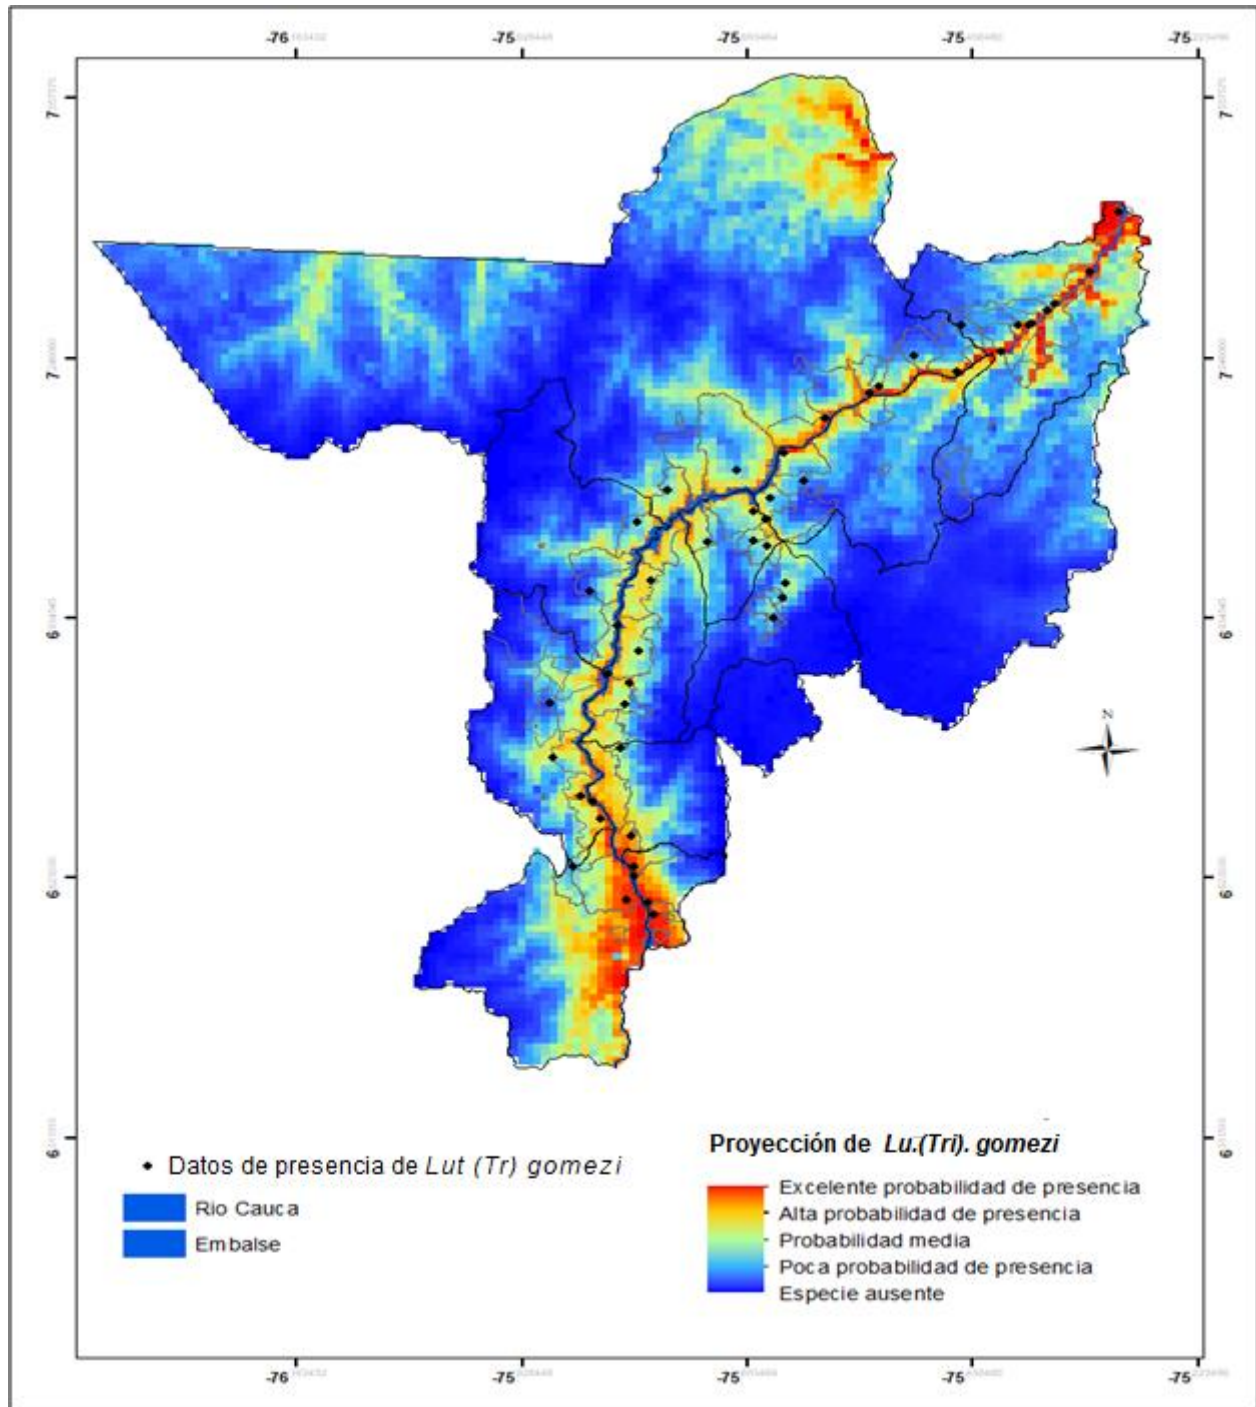 -76 -75 -75 -75 -75
7 7
7 7
6 6
6 6
6 6
N
Datos de presencia de Lut (Tr) gomezi
Rio Cauca
Embalse
Proyección de Lu.(Tri). gomezi
Excelente probabilidad de presencia
Alta probabilidad de presencia
Probabilidad media
Poca probabilidad de presencia
Especie ausente
-76 -75 -75 -75 -75